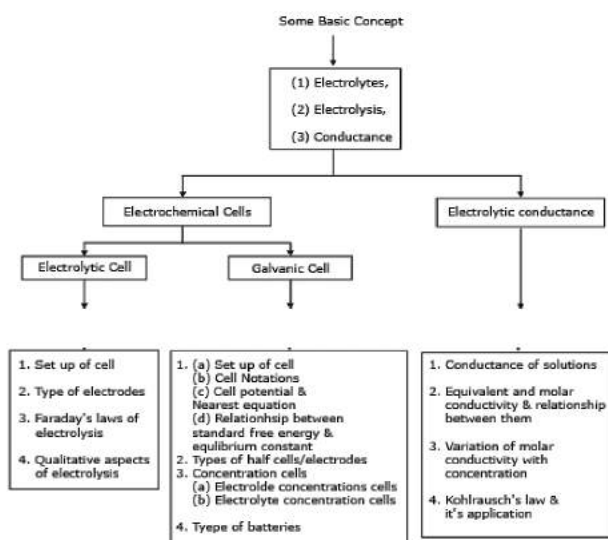 Some Basic Concept
(1) Electrolytes,
(2) Electrolysis,
(3) Conductance
Electrochemical Cells
Electrolytic conductance
Electrolytic Cell
Galvanic Cell
1. Set up of cell
2. Type of electrodes
3. Faraday's laws of
electrolysis
4. Qualitative aspects
of electrolysis
1. (a) Set up of cell
(b) Cell Notations
(c) Cell potential &
Nearest equation
(d) Relationhsip between
standard free energy &
equlibrium constant
2. Types of half cells/electrodes
3. Concentration cells
(a) Electrolde concentrations cells
(b) Electrolyte concentration cells
4. Tyepe of batteries
1. Conductance of solutions
2. Equivalent and molar
conductivity & relationship
between them
3. Variation of molar
conductivity with
concentration
4. Kohlrausch's law &
it's application